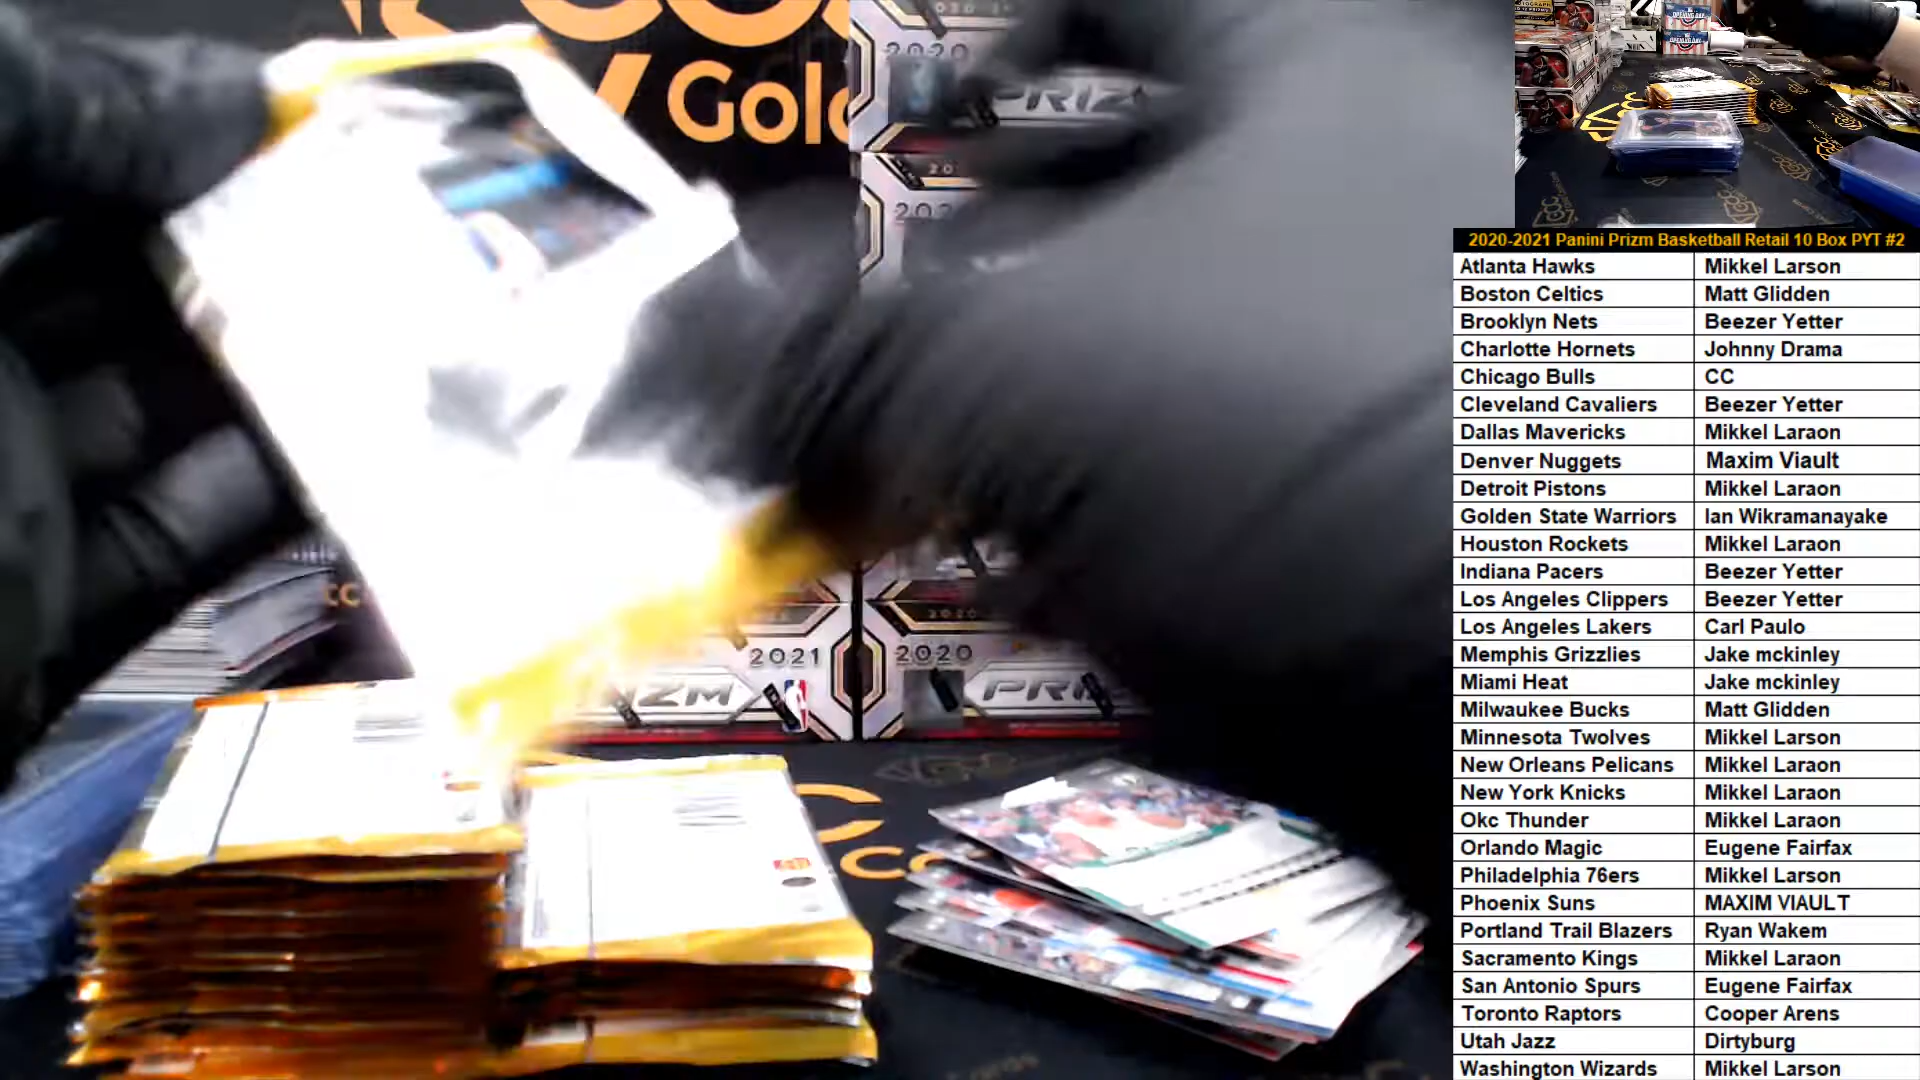 Gold
2020
PRIZ
2021
2020
PRIZM
2020-2021 Panini Prizm Basketball Retail 10 Box PYT #2
Atlanta Hawks Mikkel Larson
Boston Celtics Matt Glidden
Brooklyn Nets Beezer Yetter
Charlotte Hornets Johnny Drama
Chicago Bulls CC
Cleveland Cavaliers Beezer Yetter
Dallas Mavericks Mikkel Laraon
Denver Nuggets Maxim Viault
Detroit Pistons Mikkel Laraon
Golden State Warriors Ian Wikramanayake
Houston Rockets Mikkel Laraon
Indiana Pacers Beezer Yetter
Los Angeles Clippers Beezer Yetter
Los Angeles Lakers Carl Paulo
Memphis Grizzlies Jake mckinley
Miami Heat Jake mckinley
Milwaukee Bucks Matt Glidden
Minnesota Twolves Mikkel Larson
New Orleans Pelicans Mikkel Laraon
New York Knicks Mikkel Laraon
Okc Thunder Mikkel Laraon
Orlando Magic Eugene Fairfax
Philadelphia 76ers Mikkel Larson
Phoenix Suns MAXIM VIAULT
Portland Trail Blazers Ryan Wakem
Sacramento Kings Mikkel Laraon
San Antonio Spurs Eugene Fairfax
Toronto Raptors Cooper Arens
Utah Jazz Dirtyburg
Washington Wizards Mikkel Larson